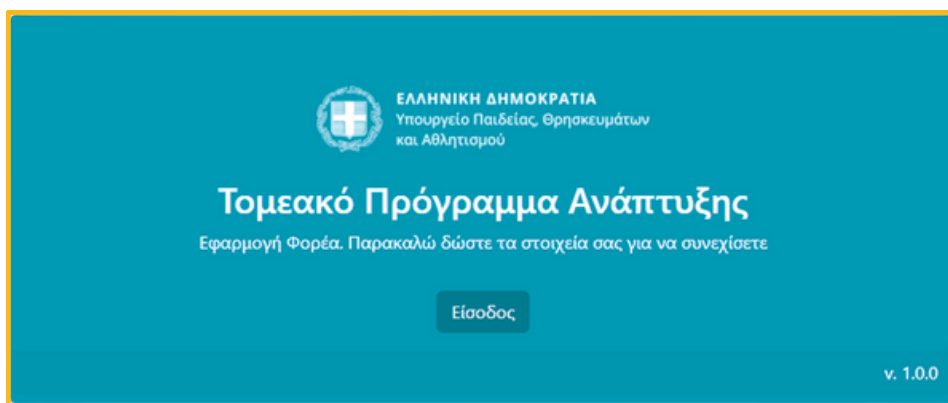 ΕΛΛΗΝΙΚΗ ΔΗΜΟΚΡΑΤΙΑ
Υπουργείο Παιδείας, Θρησκευμάτων
και Αθλητισμού
Τομεακό Πρόγραμμα Ανάπτυξης
Εφαρμογή Φορέα. Παρακαλώ δώστε τα στοιχεία σας για να συνεχίσετε
Είσοδος
v. 1.0.0